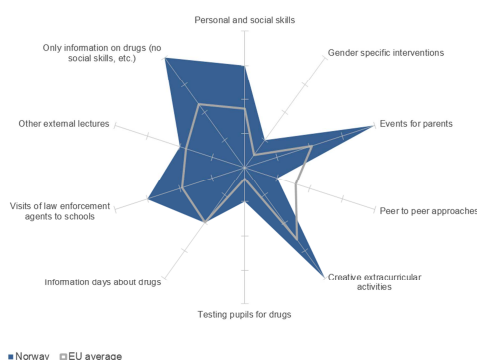 Personal and social skills
Only information on drugs (no
social skills, etc.)
Gender specific interventions
Other external lectures
Events for parents
Visits of law enforcement
agents to schools
Peer to peer approaches
Information days about drugs
Creative extracurricular
activities
Testing pupils for drugs
Norway EU average